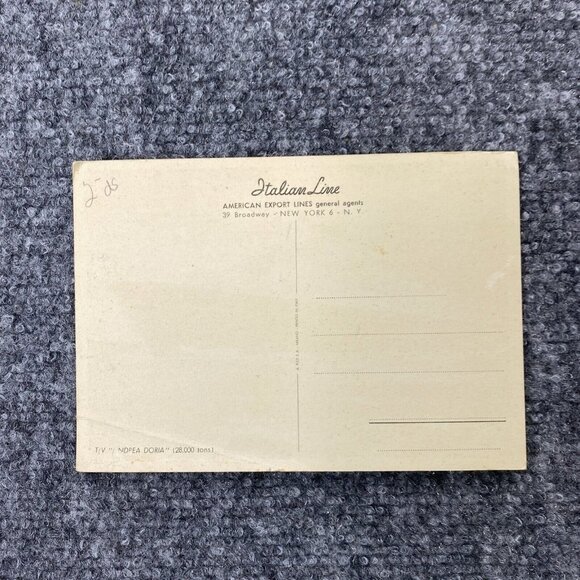 Italian Line
AMERICAN EXPORT LINES general agents
39 Broadway - NEW YORK 6 - N. Y.
T/V "ANDREA DORIA" (28,000 tons)